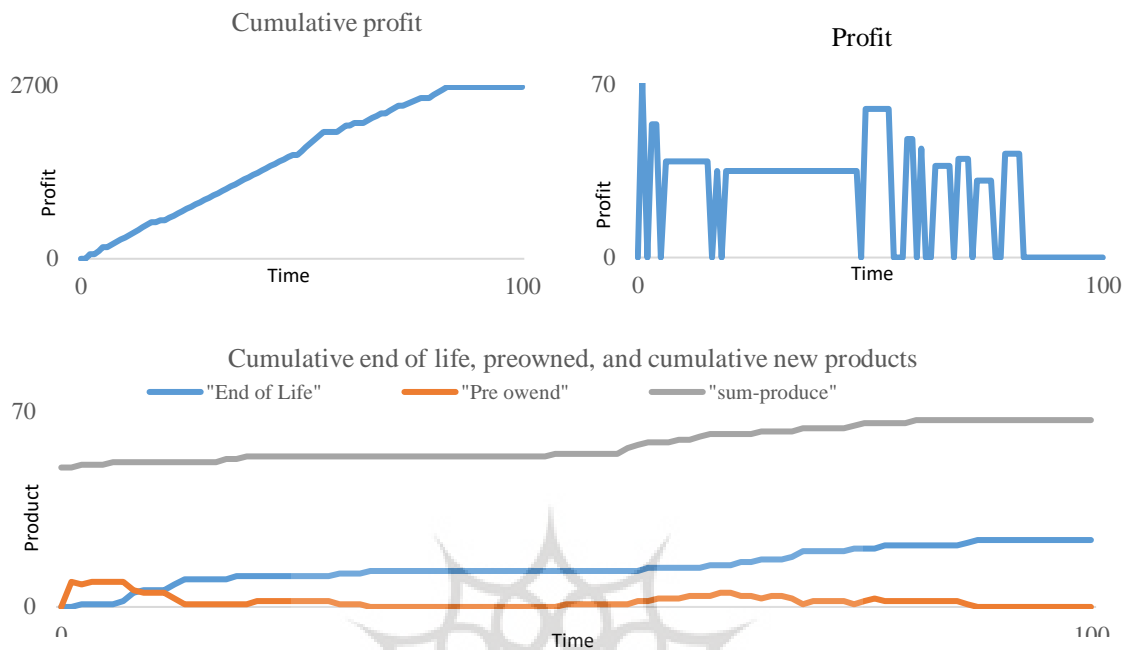 Cumulative profit
2700
Profit
0
Time
0
100
Profit
70
Profit
0
Time
0
100
Cumulative end of life, preowned, and cumulative new products
"End of Life" "Pre owend" "sum-produce"
70
Product
0
0
Time
100